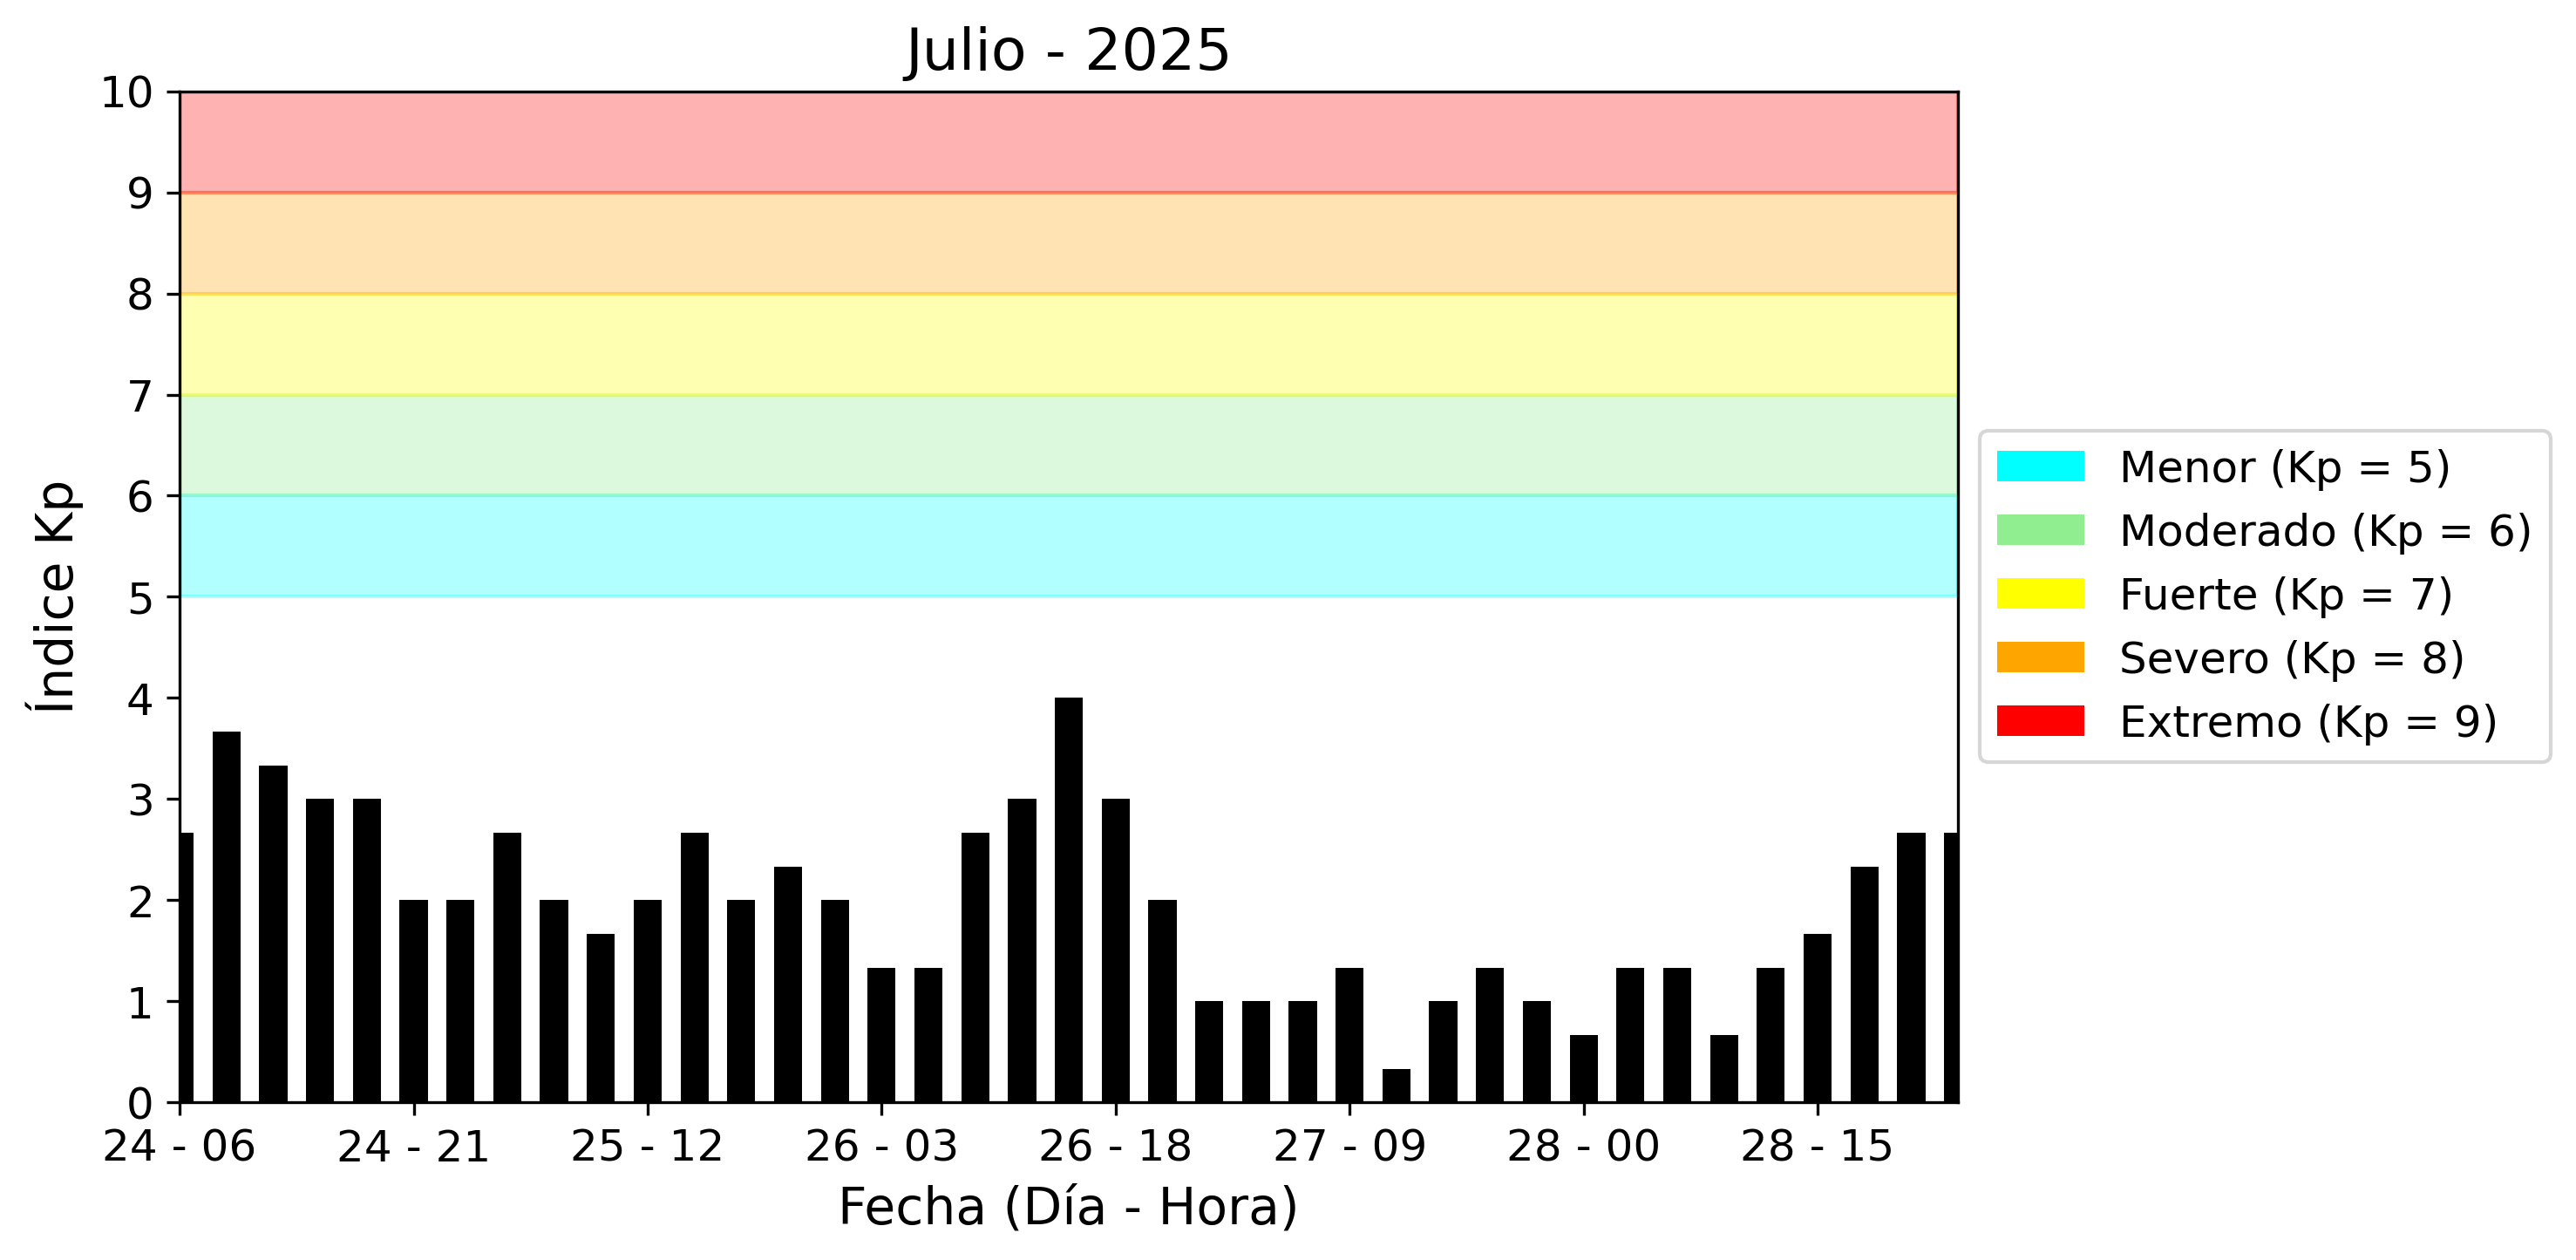 Julio - 2025
10
9
8
7
6
5
4
3
2
1
0
Índice Kp
24 - 06
24 - 21
25 - 12
26 - 03
26 - 18
27 - 09
28 - 00
28 - 15
Fecha (Día - Hora)
Menor (Kp = 5)
Moderado (Kp = 6)
Fuerte (Kp = 7)
Severo (Kp = 8)
Extremo (Kp = 9)